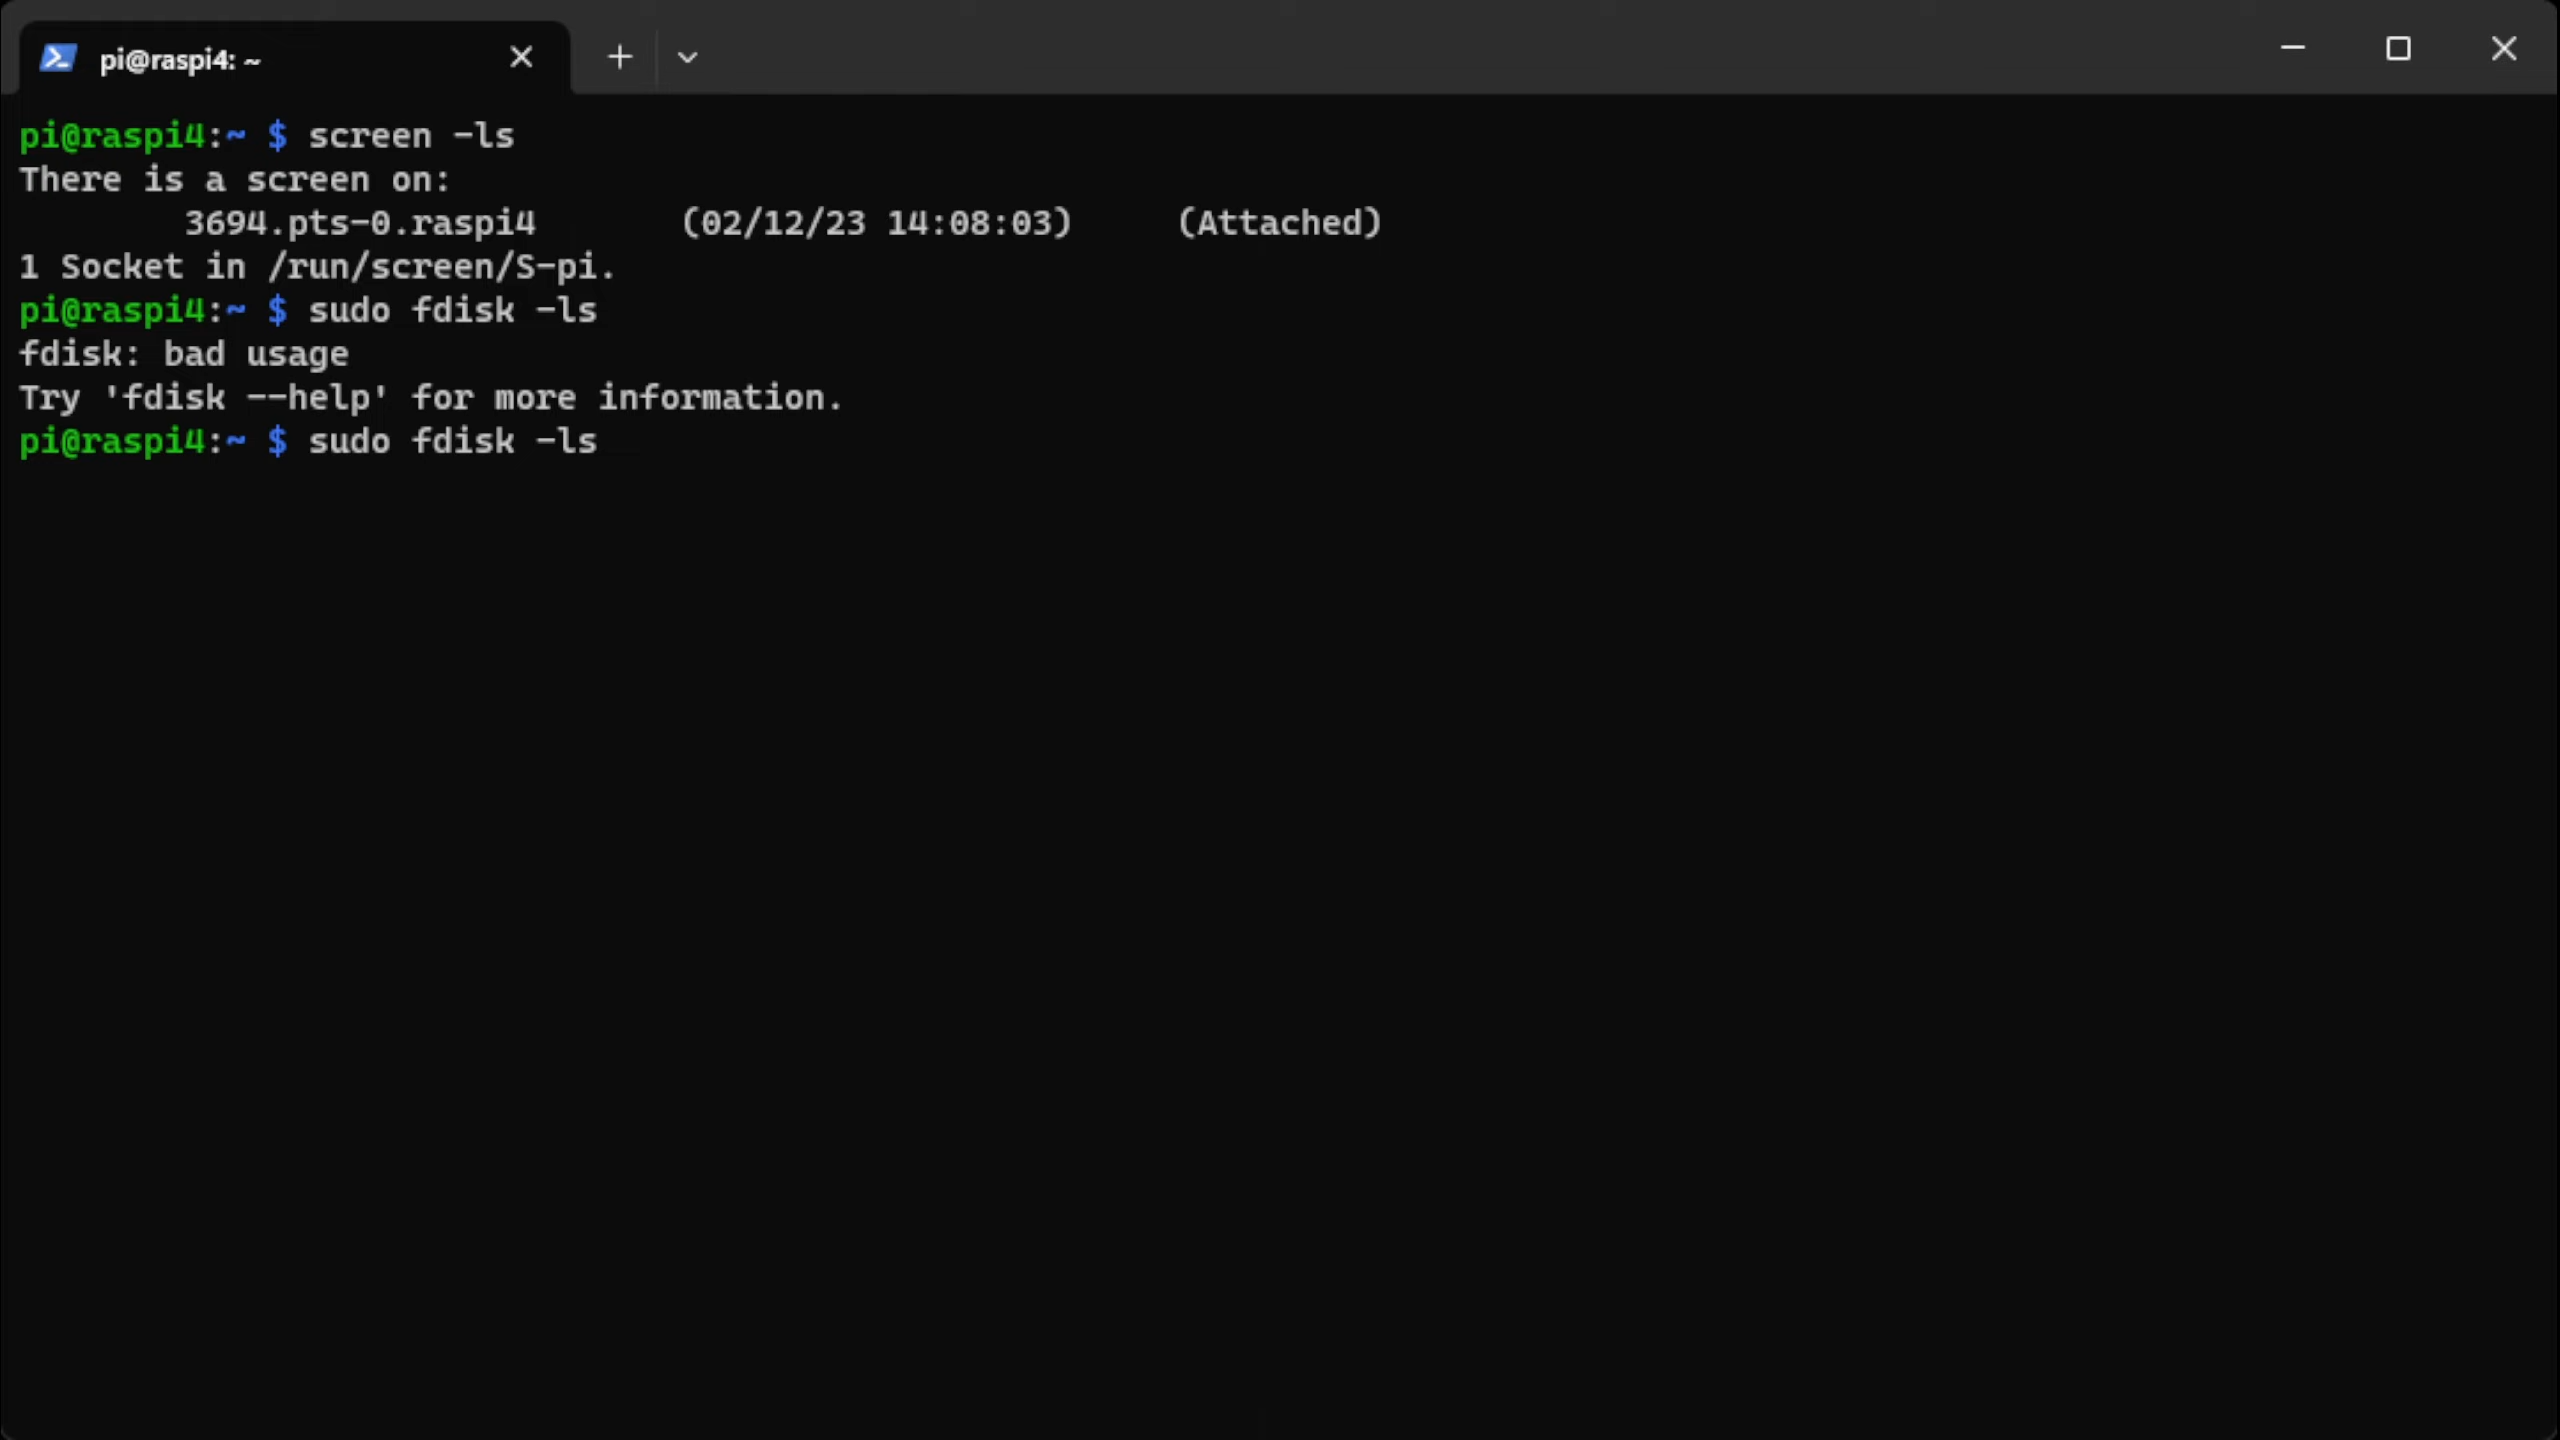 pi@raspi4: ~
pi@raspi4:~ $ screen -ls
There is a screen on:
        3694.pts-0.raspi4       (02/12/23 14:08:03)     (Attached)
1 Socket in /run/screen/S-pi.
pi@raspi4:~ $ sudo fdisk -ls
fdisk: bad usage
Try 'fdisk --help' for more information.
pi@raspi4:~ $ sudo fdisk -ls